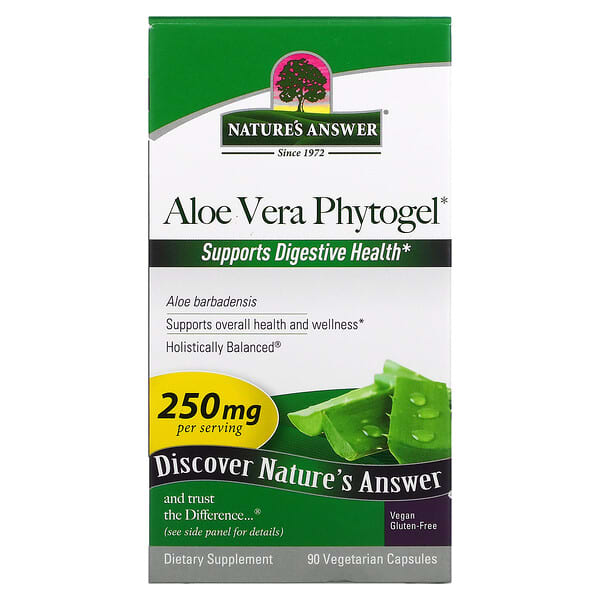 NATURE'S ANSWER®
Since 1972
Aloe Vera Phytogel*
Supports Digestive Health*
Aloe barbadensis
Supports overall health and wellness*
Holistically Balanced®
250 mg
per serving
Discover Nature's Answer
and trust
the Difference...®
(see side panel for details)
Vegan
Gluten-Free
Dietary Supplement
90 Vegetarian Capsules